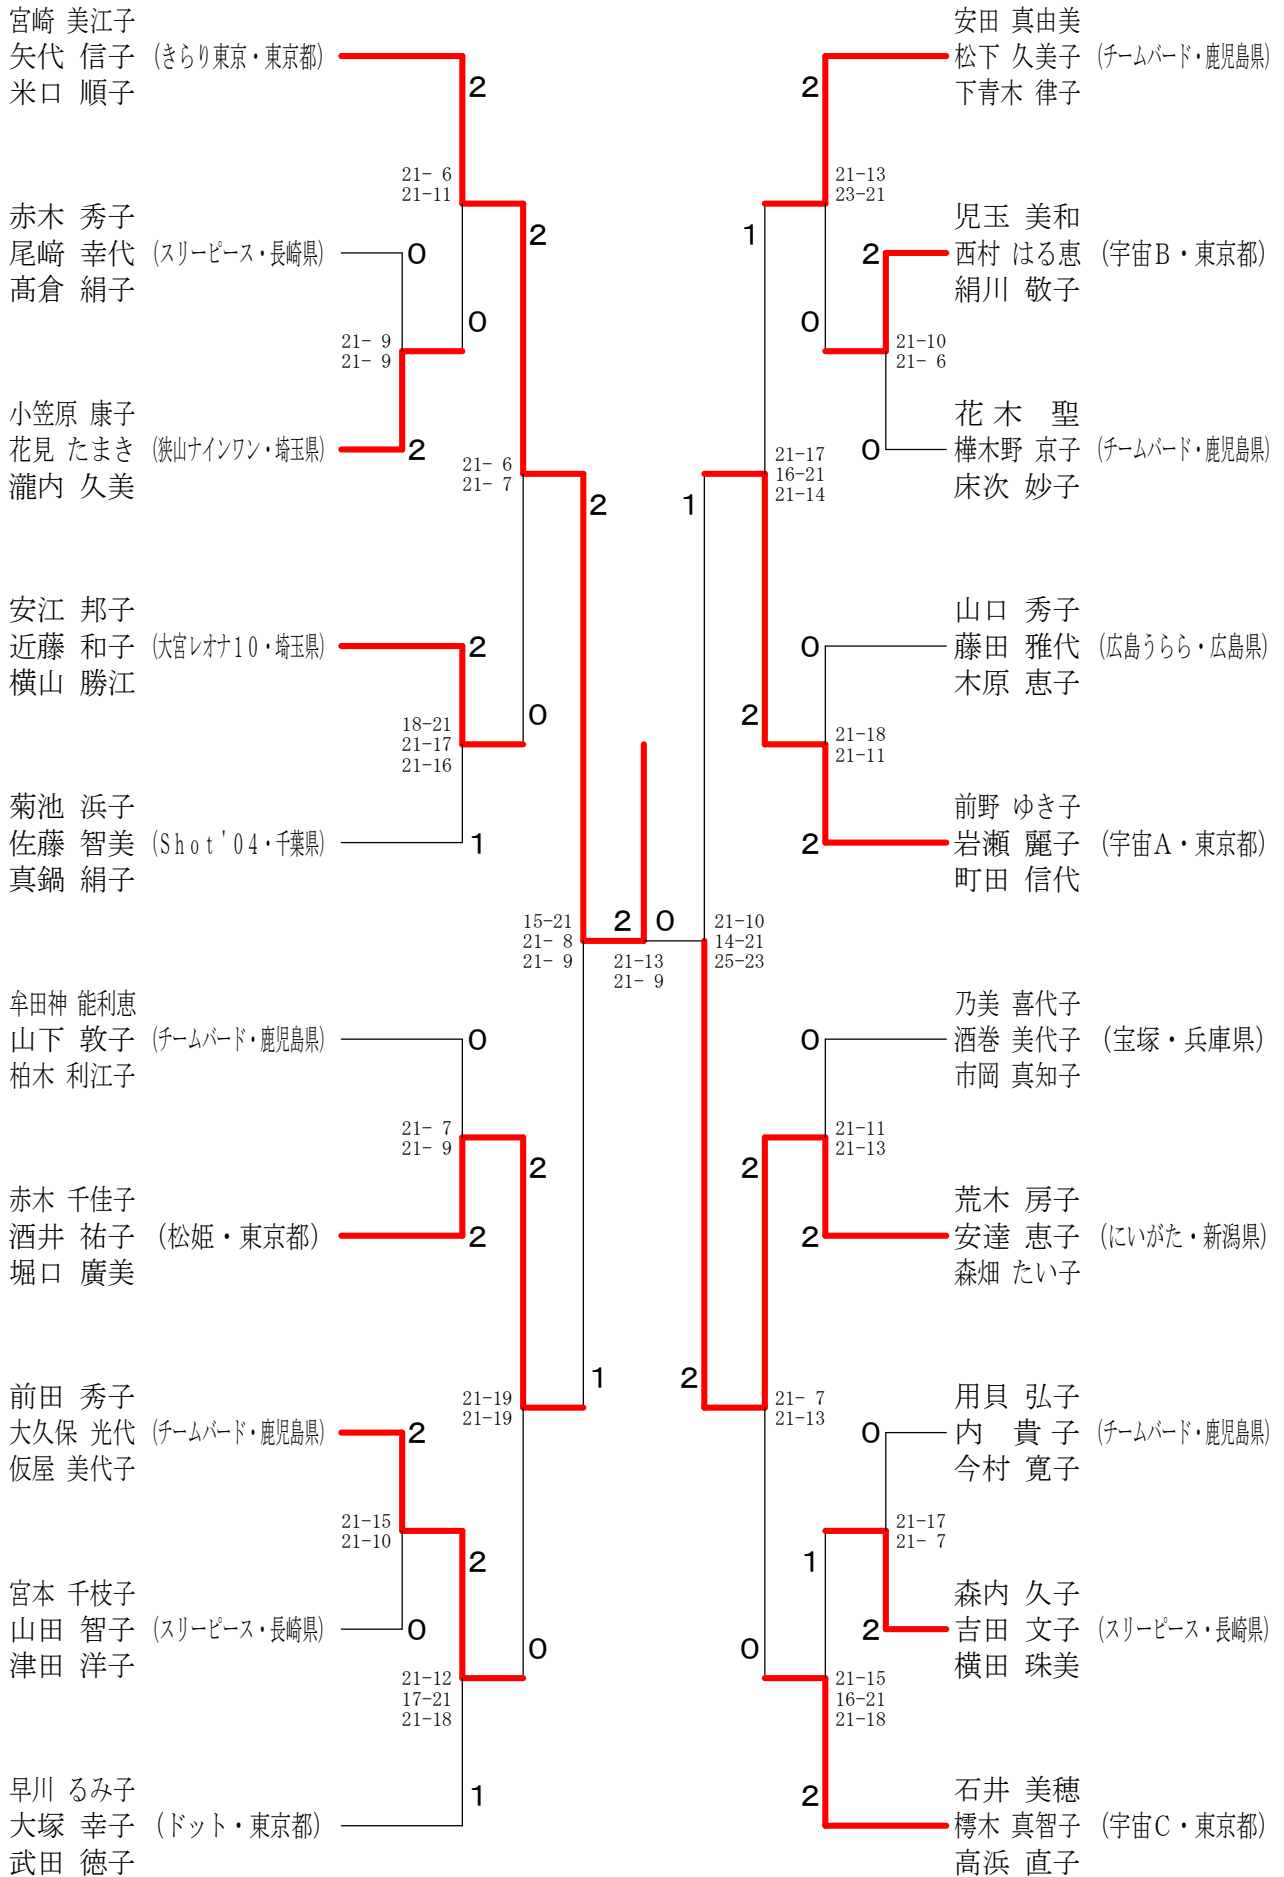 宮崎 美江子
矢代 信子 (きらり東京・東京都)
米口 順子
2
21- 6
21-11
赤木 秀子
尾﨑 幸代 (スリーピース・長崎県)
髙倉 絹子
0
2
0
21- 9
21- 9
小笠原 康子
花見 たまき (狭山ナインワン・埼玉県)
瀧内 久美
2
21- 6
21- 7
2
安江 邦子
近藤 和子 (大宮レオナ10・埼玉県)
横山 勝江
2
0
18-21
21-17
21-16
菊池 浜子
佐藤 智美 (Shot'04・千葉県)
真鍋 絹子
1
15-21
21- 8
21- 9
2
0
21-13
21- 9
牟田神 能利恵
山下 敦子 (チームバード・鹿児島県)
柏木 利江子
0
21- 7
21- 9
2
赤木 千佳子
酒井 祐子 (松姫・東京都)
堀口 廣美
2
1
21-19
21-19
前田 秀子
大久保 光代 (チームバード・鹿児島県)
仮屋 美代子
2
21-15
21-10
2
宮本 千枝子
山田 智子 (スリーピース・長崎県)
津田 洋子
0
0
21-12
17-21
21-18
早川 るみ子
大塚 幸子 (ドット・東京都)
武田 徳子
1
安田 真由美
松下 久美子 (チームバード・鹿児島県)
下青木 律子
2
21-13
23-21
1
児玉 美和
西村 はる恵 (宇宙B・東京都)
絹川 敬子
2
0
21-10
21- 6
花木 聖
樺木野 京子 (チームバード・鹿児島県)
床次 妙子
0
21-17
16-21
21-14
1
山口 秀子
藤田 雅代 (広島うらら・広島県)
木原 恵子
0
2
21-18
21-11
前野 ゆき子
岩瀬 麗子 (宇宙A・東京都)
町田 信代
2
21-10
14-21
25-23
乃美 喜代子
酒巻 美代子 (宝塚・兵庫県)
市岡 真知子
0
21-11
21-13
2
荒木 房子
安達 恵子 (にいがた・新潟県)
森畑 たい子
2
2
21- 7
21-13
用貝 弘子
内 貴子 (チームバード・鹿児島県)
今村 寛子
0
21-17
21- 7
1
森内 久子
吉田 文子 (スリーピース・長崎県)
横田 珠美
2
0
21-15
16-21
21-18
石井 美穂
樗木 真智子 (宇宙C・東京都)
高浜 直子
2